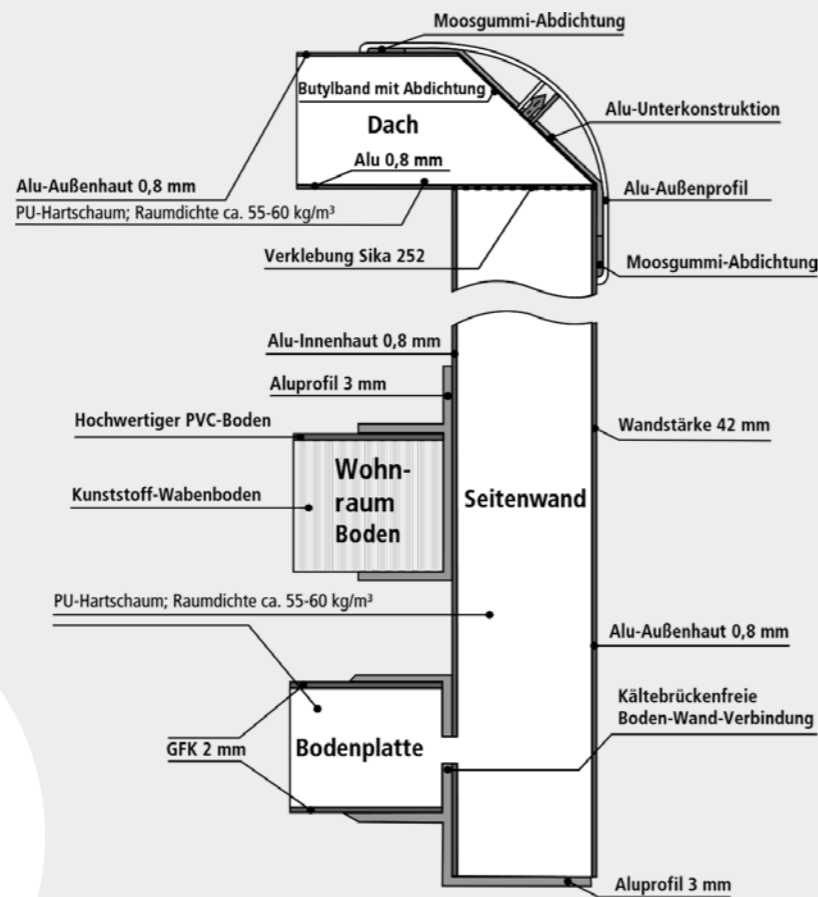 Moosgummi-Abdichtung
Butylband mit Abdichtung
Alu-Unterkonstruktion
Dach
Alu 0,8 mm
Alu-Außenhaut 0,8 mm
Alu-Außenprofil
PU-Hartschaum; Raumdichte ca. 55-60 kg/m³
Verklebung Sika 252
Moosgummi-Abdichtung
Alu-Innenhaut 0,8 mm
Aluprofil 3 mm
Hochwertiger PVC-Boden
Wandstärke 42 mm
Wohn-
raum
Boden
Kunststoff-Wabenboden
Seitenwand
PU-Hartschaum; Raumdichte ca. 55-60 kg/m³
Alu-Außenhaut 0,8 mm
Kältebrückenfreie
Boden-Wand-Verbindung
GFK 2 mm
Bodenplatte
Aluprofil 3 mm